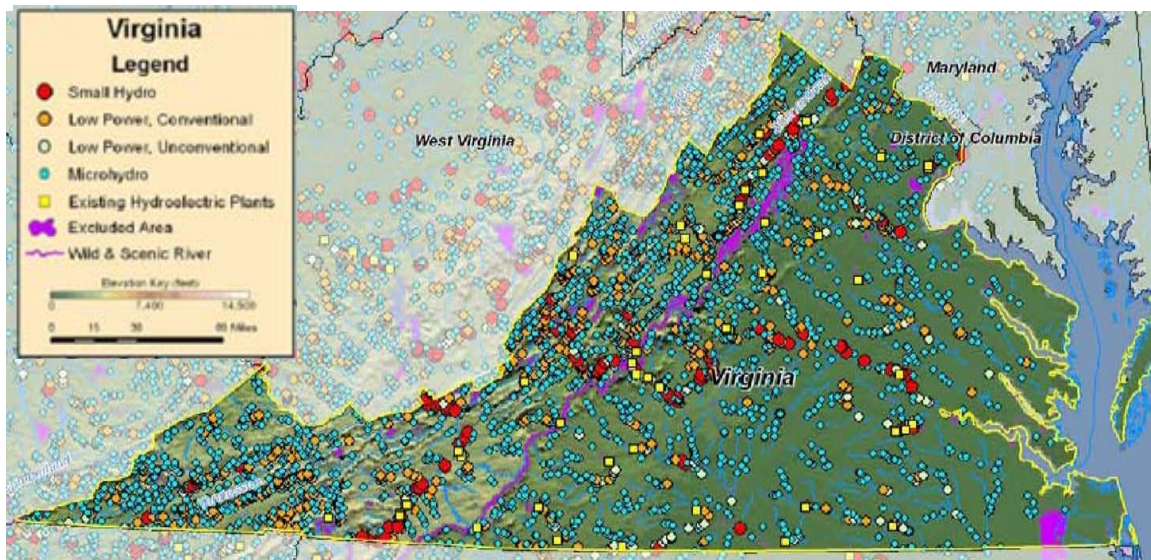 Virginia
Legend
Small Hydro
Low Power, Conventional
Low Power, Unconventional
Microhydro
Existing Hydroelectric Plants
Excluded Area
Wild & Scenic River
Elevation Key (feet)
0 7,400 14,500
0 15 30 60 Miles
Maryland
West Virginia
District of Columbia
Virginia